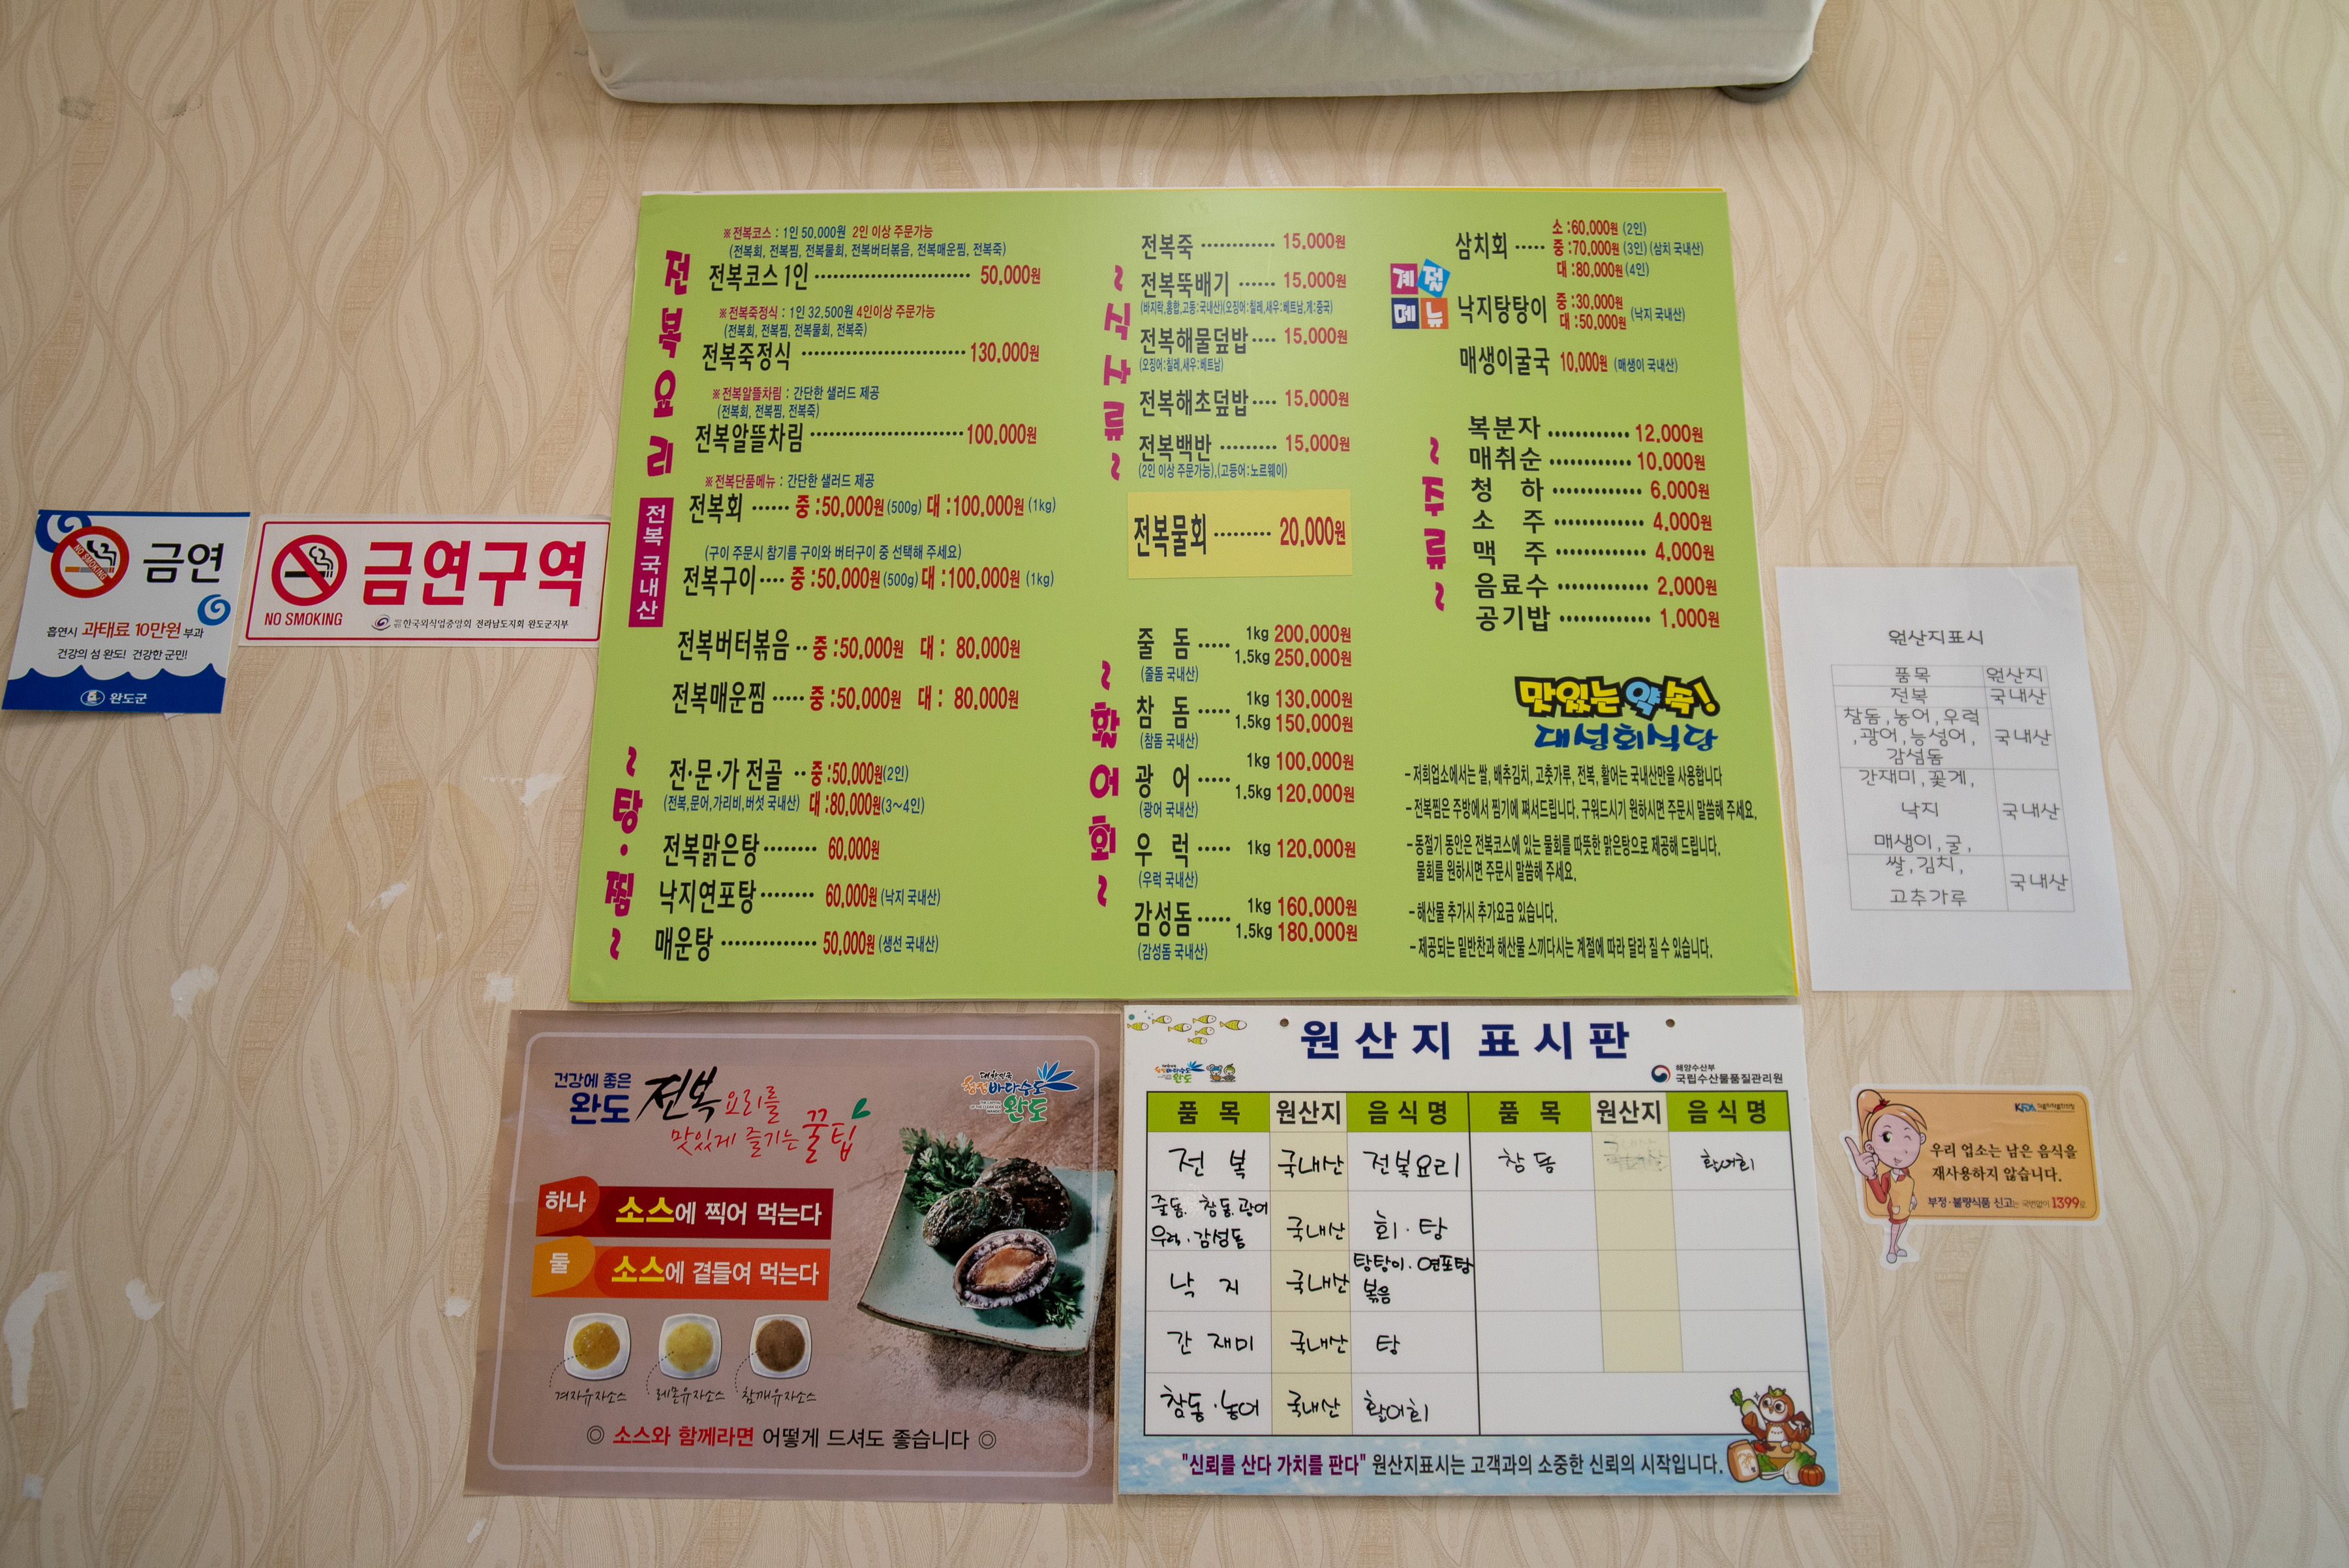 ※전복코스 : 1인 50,000원 2인 이상 주문가능
(전복회, 전복찜, 전복물회, 전복버터볶음, 전복매운찜, 전복죽)
전복요리
전복 국내산
전복코스 1인 50,000원
※전복죽정식 : 1인 32,500원 4인이상 주문가능
(전복회, 전복찜, 전복물회, 전복죽)
전복죽정식 130,000원
※전복알뜰차림 : 간단한 샐러드 제공
(전복회, 전복찜, 전복죽)
전복알뜰차림 100,000원
※전복단품메뉴 : 간단한 샐러드 제공
전복회 중:50,000원(500g) 대:100,000원(1kg)
(구이 주문시 참기름 구이와 버터구이 중 선택해 주세요)
전복구이 중:50,000원(500g) 대:100,000원 (1kg)
전복버터볶음 중:50,000원 대: 80,000원
전복매운찜 중:50,000원 대: 80,000원
~탕·찜~
전·문·가 전골 중:50,000원(2인)
(전복,문어,가리비,버섯 국내산) 대:80,000원(3~4인)
전복맑은탕 60,000원
낙지연포탕 60,000원(낙지 국내산)
매운탕 50,000원(생선 국내산)
~식사류~
전복죽 15,000원
전복뚝배기 15,000원
(바지락,홍합,고동:국내산)(오징어:칠레,새우:베트남,게:중국)
전복해물덮밥 15,000원
(오징어:칠레,새우:베트남)
전복해초덮밥 15,000원
전복백반 15,000원
(2인 이상 주문가능),(고등어:노르웨이)
전복물회 20,000원
~활어회~
줄 돔 1kg 200,000원
1.5kg 250,000원
(줄돔 국내산)
참 돔 1kg 130,000원
1.5kg 150,000원
(참돔 국내산)
광 어 1kg 100,000원
1.5kg 120,000원
(광어 국내산)
우 럭 1kg 120,000원
(우럭 국내산)
감성돔 1kg 160,000원
1.5kg 180,000원
(감성돔 국내산)
계절
메뉴
삼치회 소:60,000원 (2인)
중:70,000원 (3인) (삼치 국내산)
대:80,000원 (4인)
낙지탕탕이 중:30,000원
대:50,000원 (낙지 국내산)
매생이굴국 10,000원 (매생이 국내산)
~주류~
복분자 12,000원
매취순 10,000원
청 하 6,000원
소 주 4,000원
맥 주 4,000원
음료수 2,000원
공기밥 1,000원
맛있는 약속!
대성회식당
-저희업소에서는 쌀, 배추김치, 고춧가루, 전복, 활어는 국내산만을 사용합니다
-전복찜은 주방에서 찜기에 쪄서드립니다. 구워드시기 원하시면 주문시 말씀해 주세요.
-동절기 동안은 전복코스에 있는 물회를 따뜻한 맑은탕으로 제공해 드립니다.
물회를 원하시면 주문시 말씀해 주세요.
-해산물 추가시 추가요금 있습니다.
-제공되는 밑반찬과 해산물 스끼다시는 계절에 따라 달라 질 수 있습니다.
NO SMOKING
금연
흡연시 과태료 10만원 부과
건강의 섬 완도! 건강한 군민!
완도군
금연구역
NO SMOKING
한국외식업중앙회 전라남도지회 완도군지부
원산지표시
품목 원산지
전복 국내산
참돔,농어,우럭
,광어,능성어, 국내산
감성돔
간재미,꽃게,
낙지 국내산
매생이,굴,
쌀,김치,
국내산
고추가루
건강에 좋은
완도 전복요리를
맛있게 즐기는 꿀팁
대한민국
청정바다수도
완도
하나 소스에 찍어 먹는다
둘 소스에 곁들여 먹는다
겨자유자소스 레몬유자소스 참깨유자소스
◎ 소스와 함께라면 어떻게 드셔도 좋습니다 ◎
원산지 표시판
해양수산부
국립수산물품질관리원
품 목 원산지 음식명 품 목 원산지 음식명
전 복 국내산 전복요리 참 돔 활어회
줄돔. 참돔.광어
우럭.감성돔 국내산 회.탕
낙 지 국내산 탕탕이.연포탕
볶음
간 재미 국내산 탕
참돔.농어 국내산 활어회
"신뢰를 산다 가치를 판다" 원산지표시는 고객과의 소중한 신뢰의 시작입니다.
우리 업소는 남은 음식을
재사용하지 않습니다.
부정·불량식품 신고는 국번없이 1399로